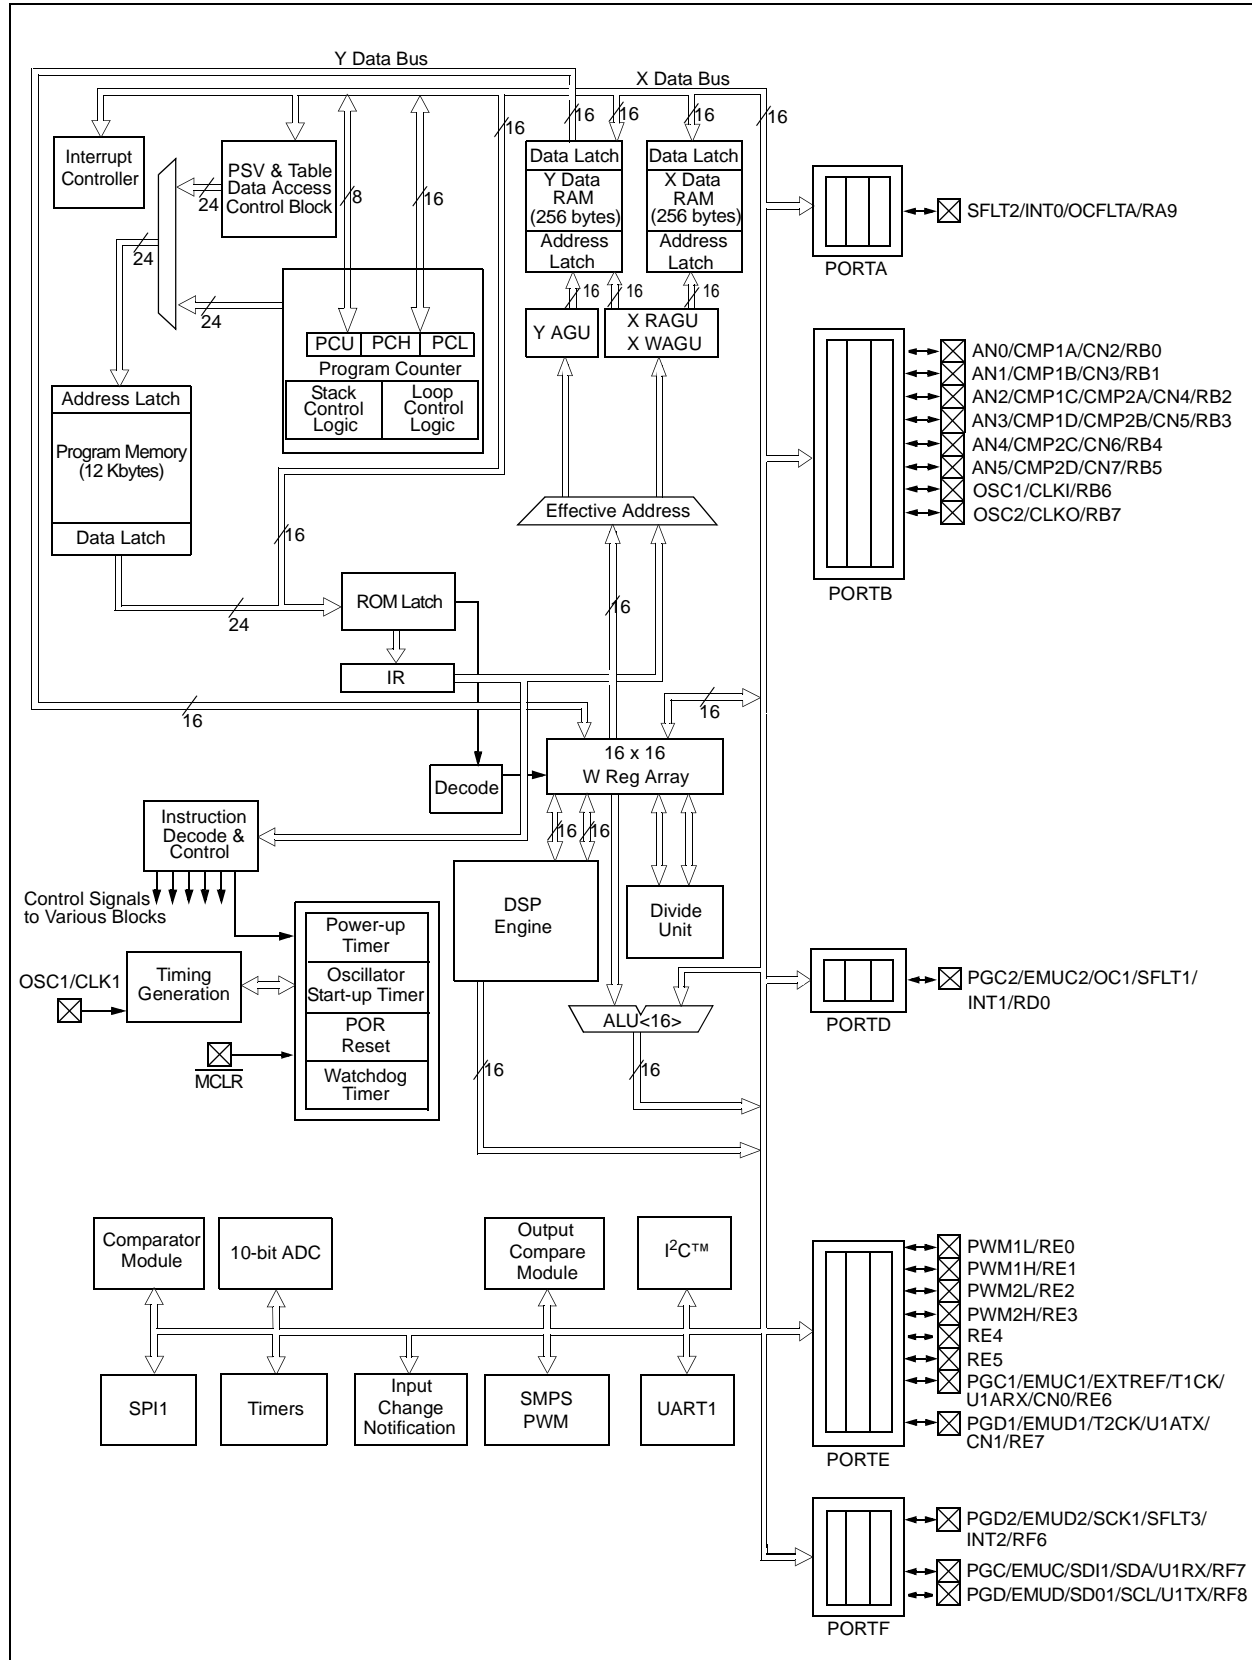 Y Data Bus
X Data Bus
16
16
16
16
16
Interrupt
Controller
PSV & Table
Data Access
Control Block
24
8
16
Data Latch
Y Data
RAM
(256 bytes)
Address
Latch
Data Latch
X Data
RAM
(256 bytes)
Address
Latch
SFLT2/INT0/OCFLTA/RA9
PORTA
24
24
16
16
16
Y AGU
X RAGU
X WAGU
PCU
PCH
PCL
Program Counter
Stack
Control
Logic
Loop
Control
Logic
Address Latch
Program Memory
(12 Kbytes)
Data Latch
AN0/CMP1A/CN2/RB0
AN1/CMP1B/CN3/RB1
AN2/CMP1C/CMP2A/CN4/RB2
AN3/CMP1D/CMP2B/CN5/RB3
AN4/CMP2C/CN6/RB4
AN5/CMP2D/CN7/RB5
OSC1/CLKI/RB6
OSC2/CLKO/RB7
PORTB
Effective Address
16
24
ROM Latch
16
IR
16
16
16 x 16
W Reg Array
Decode
Instruction
Decode &
Control
16
16
Control Signals
to Various Blocks
DSP
Engine
Divide
Unit
Power-up
Timer
Oscillator
Start-up Timer
POR
Reset
Watchdog
Timer
OSC1/CLK1
Timing
Generation
MCLR
ALU<16>
16
16
PGC2/EMUC2/OC1/SFLT1/
INT1/RD0
PORTD
Comparator
Module
10-bit ADC
Output
Compare
Module
I²C™
SPI1
Timers
Input
Change
Notification
SMPS
PWM
UART1
PWM1L/RE0
PWM1H/RE1
PWM2L/RE2
PWM2H/RE3
RE4
RE5
PGC1/EMUC1/EXTREF/T1CK/
U1ARX/CN0/RE6
PGD1/EMUD1/T2CK/U1ATX/
CN1/RE7
PORTE
PGD2/EMUD2/SCK1/SFLT3/
INT2/RF6
PGC/EMUC/SDI1/SDA/U1RX/RF7
PGD/EMUD/SD01/SCL/U1TX/RF8
PORTF